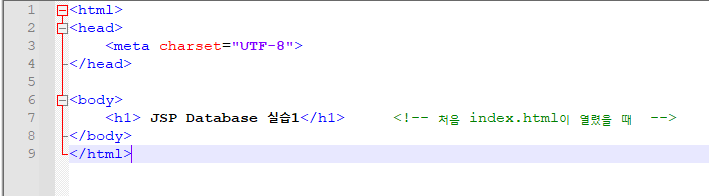 1 <html>
2 <head>
3 <meta charset="UTF-8">
4 </head>
5
6 <body>
7 <h1> JSP Database 실습1</h1> <!-- 처음 index.html이 열렸을 때 -->
8 </body>
9 </html>